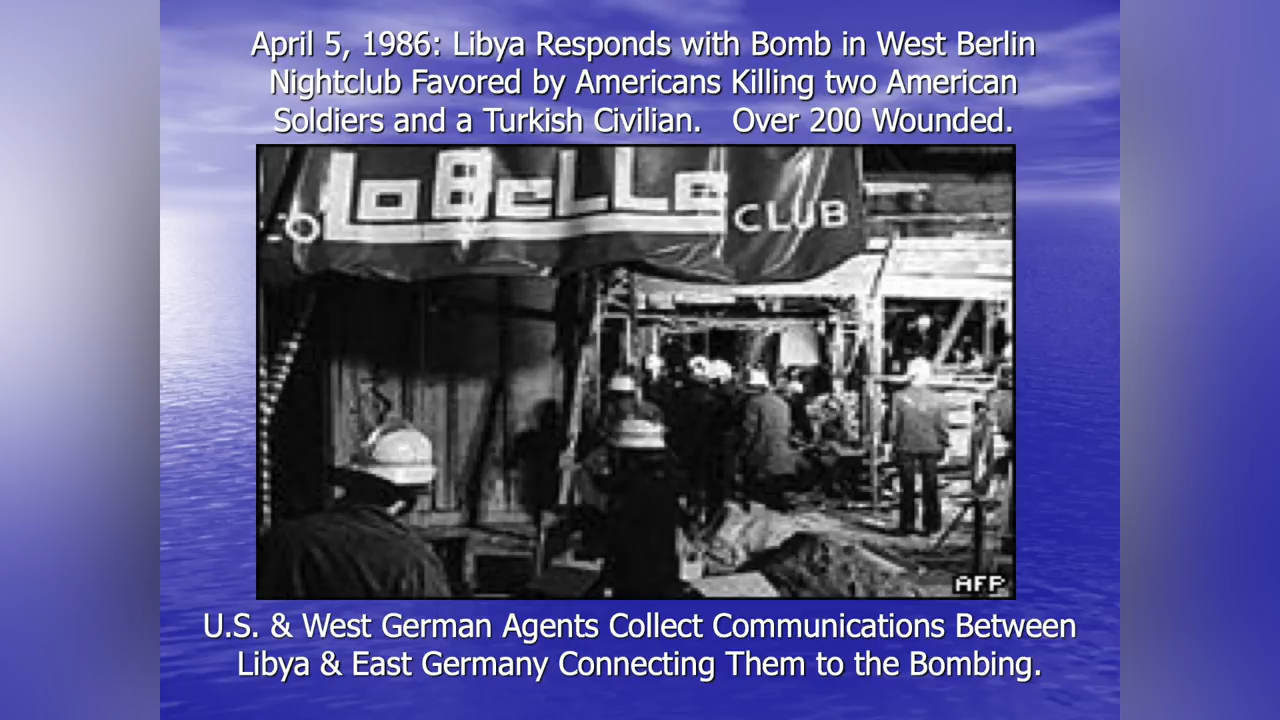 April 5, 1986: Libya Responds with Bomb in West Berlin
Nightclub Favored by Americans Killing two American
Soldiers and a Turkish Civilian.   Over 200 Wounded.
LaBeLLe CLUB
AFP
U.S. & West German Agents Collect Communications Between
Libya & East Germany Connecting Them to the Bombing.